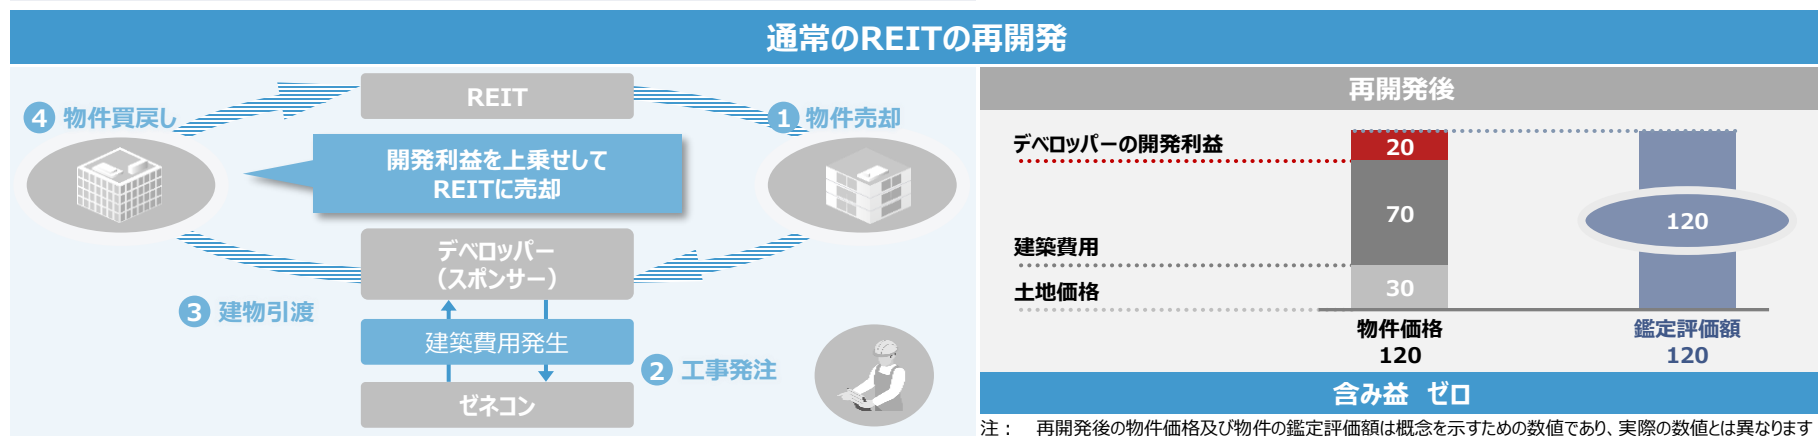 通常のREITの再開発
REIT
4 物件買戻し
1 物件売却
開発利益を上乗せして
REITに売却
デベロッパー
（スポンサー）
3 建物引渡
建築費用発生
2 工事発注
ゼネコン
再開発後
デベロッパーの開発利益
20
70
120
建築費用
土地価格
30
物件価格
120
鑑定評価額
120
含み益 ゼロ
注： 再開発後の物件価格及び物件の鑑定評価額は概念を示すための数値であり、実際の数値とは異なります